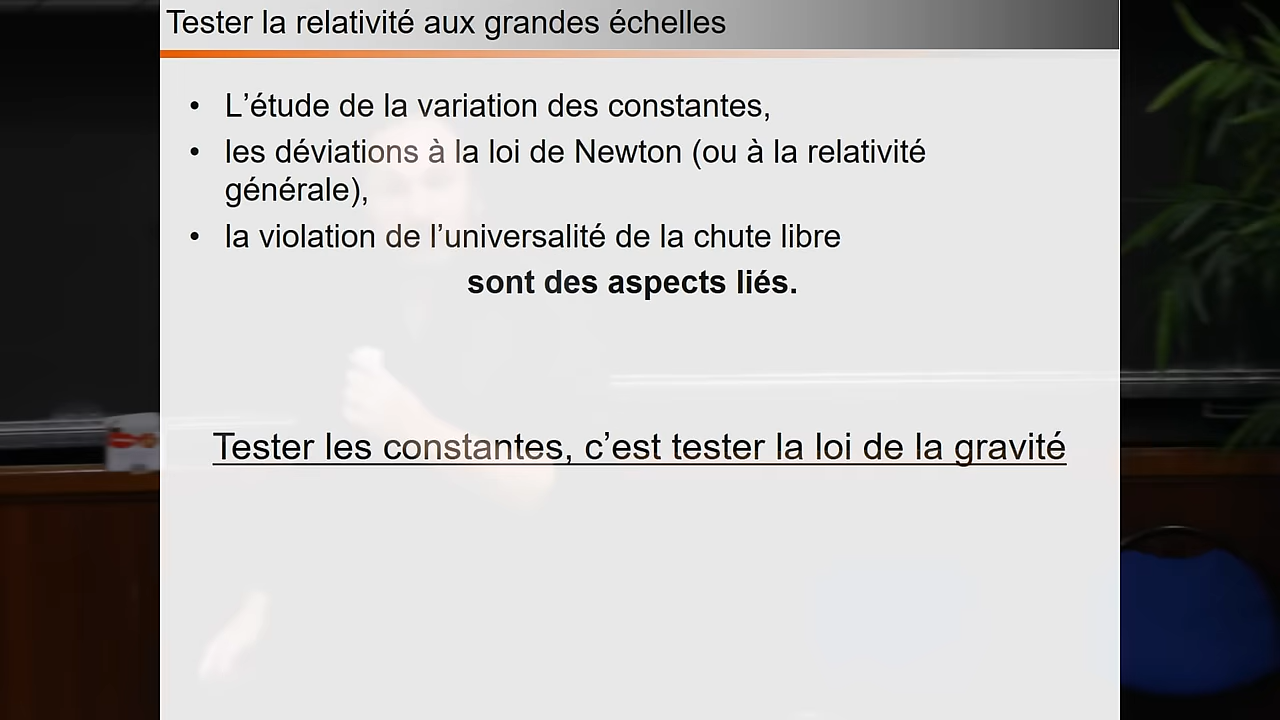 Tester la relativité aux grandes échelles
• L’étude de la variation des constantes,
• les déviations à la loi de Newton (ou à la relativité
générale),
• la violation de l’universalité de la chute libre
sont des aspects liés.
Tester les constantes, c’est tester la loi de la gravité